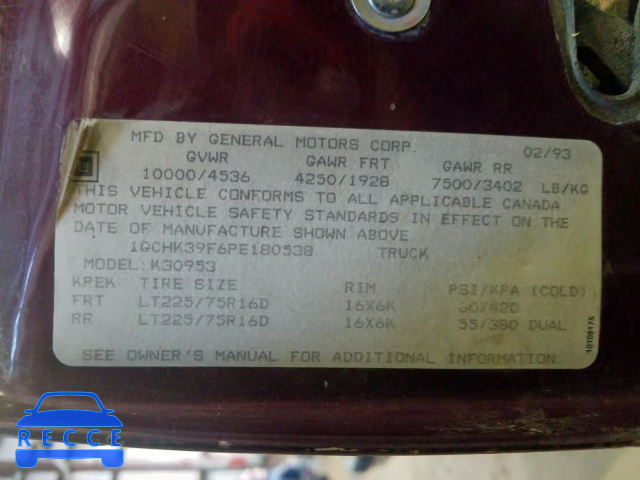 MFD BY GENERAL MOTORS CORP. 02/93
GVWR GAWR FRT GAWR RR
GM 10000/4536 4250/1928 7500/3402 LB/KG
THIS VEHICLE CONFORMS TO ALL APPLICABLE CANADA
MOTOR VEHICLE SAFETY STANDARDS IN EFFECT ON THE
DATE OF MANUFACTURE SHOWN ABOVE.
1GCHK39F6PE180538 TRUCK
MODEL: K30953
KPEK TIRE SIZE RIM PSI/KPA (COLD)
FRT LT225/75R16D 16X6K 60/420
RR LT225/75R16D 16X6K 55/380 DUAL
SEE OWNER'S MANUAL FOR ADDITIONAL INFORMATION.
10108175
RECCE